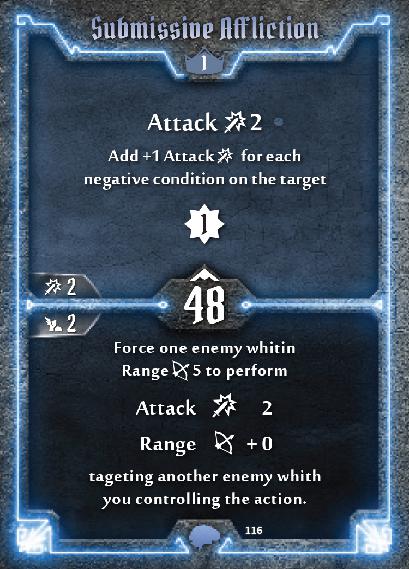 Submissive Affliction
1
Attack 2
Add +1 Attack for each
negative condition on the target
1
2
48
2
Force one enemy whitin
Range 5 to perform
Attack 2
Range +0
tageting another enemy whith
you controlling the action.
116